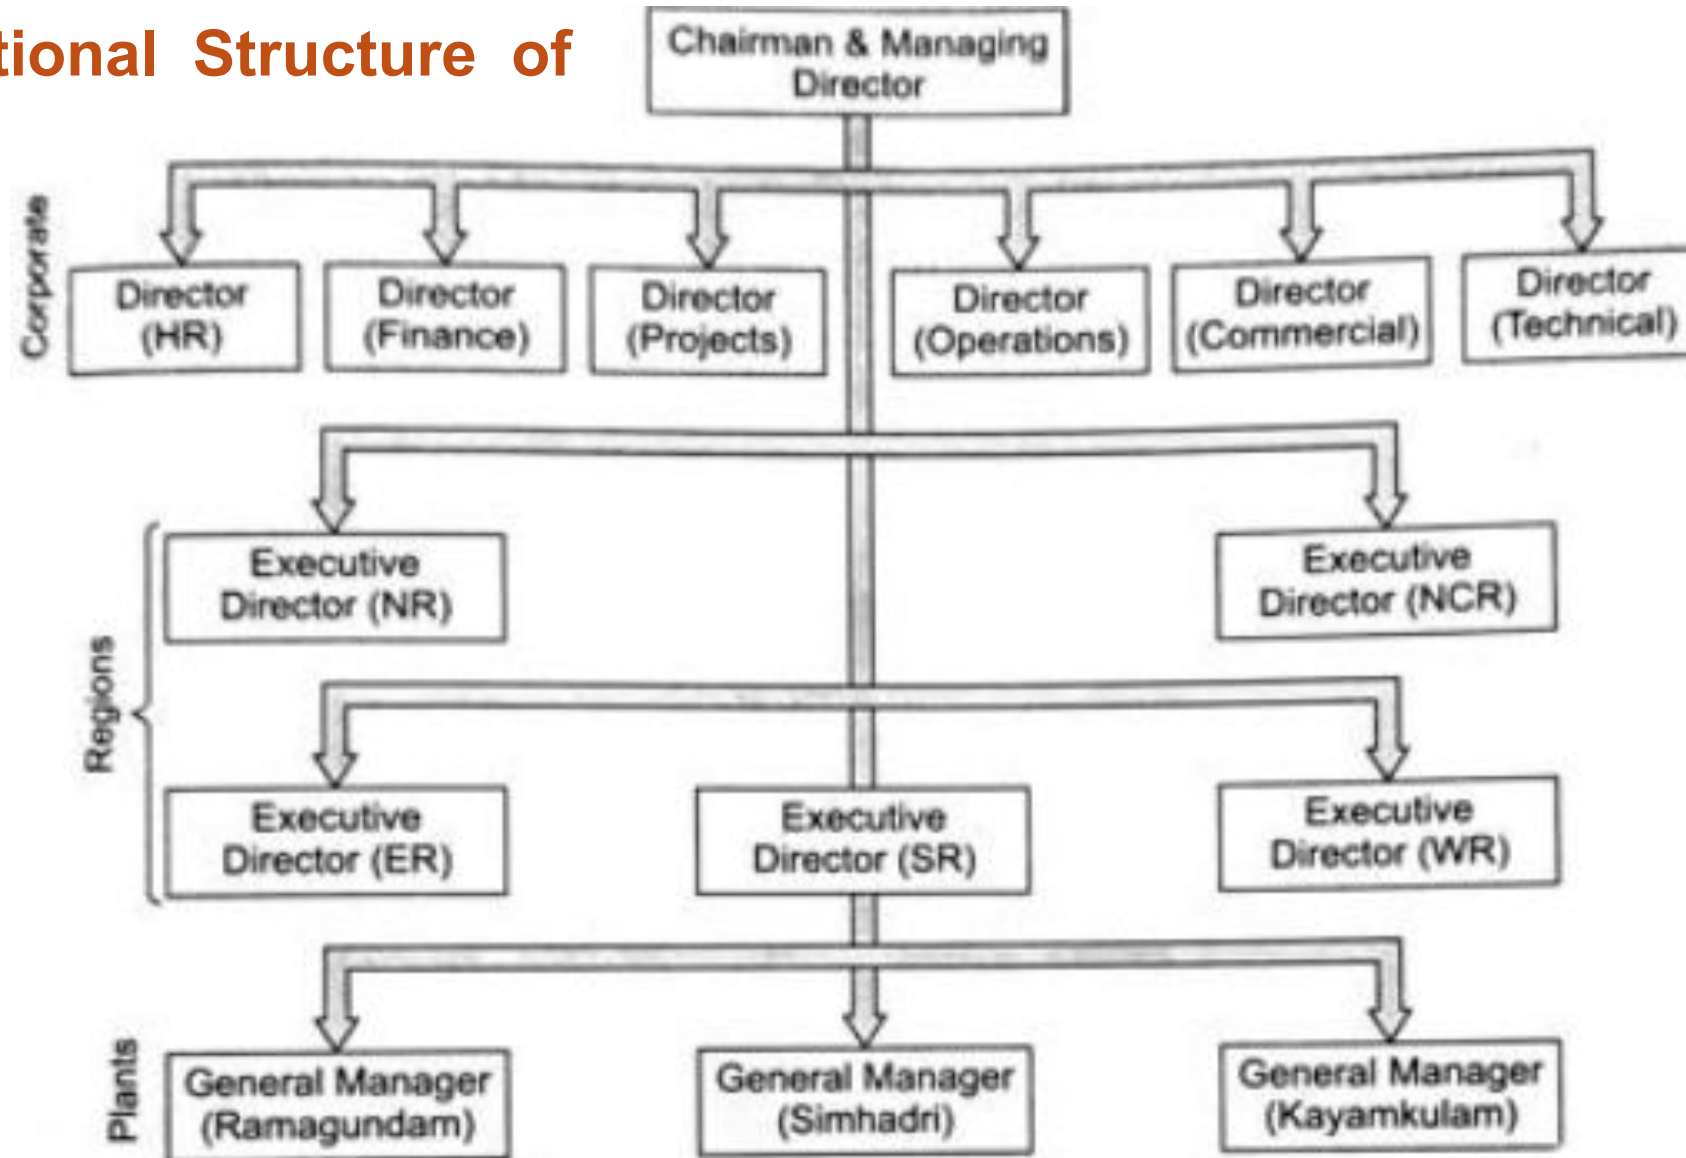 tional Structure of
Chairman & Managing
Director
Corporate
Director
(HR)
Director
(Finance)
Director
(Projects)
Director
(Operations)
Director
(Commercial)
Director
(Technical)
Regions
Executive
Director (NR)
Executive
Director (NCR)
Executive
Director (ER)
Executive
Director (SR)
Executive
Director (WR)
Plants
General Manager
(Ramagundam)
General Manager
(Simhadri)
General Manager
(Kayamkulam)